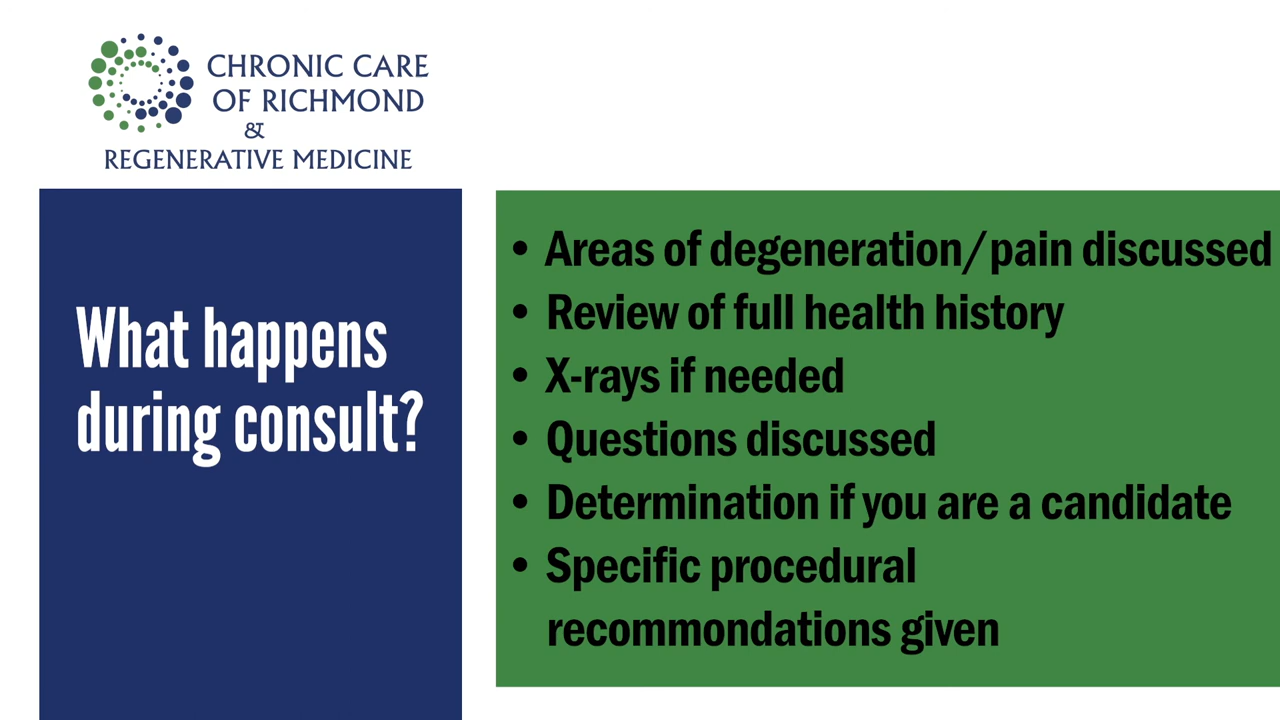 CHRONIC CARE
OF RICHMOND
&
REGENERATIVE MEDICINE
What happens
during consult?
• Areas of degeneration/pain discussed
• Review of full health history
• X-rays if needed
• Questions discussed
• Determination if you are a candidate
• Specific procedural
recommondations given